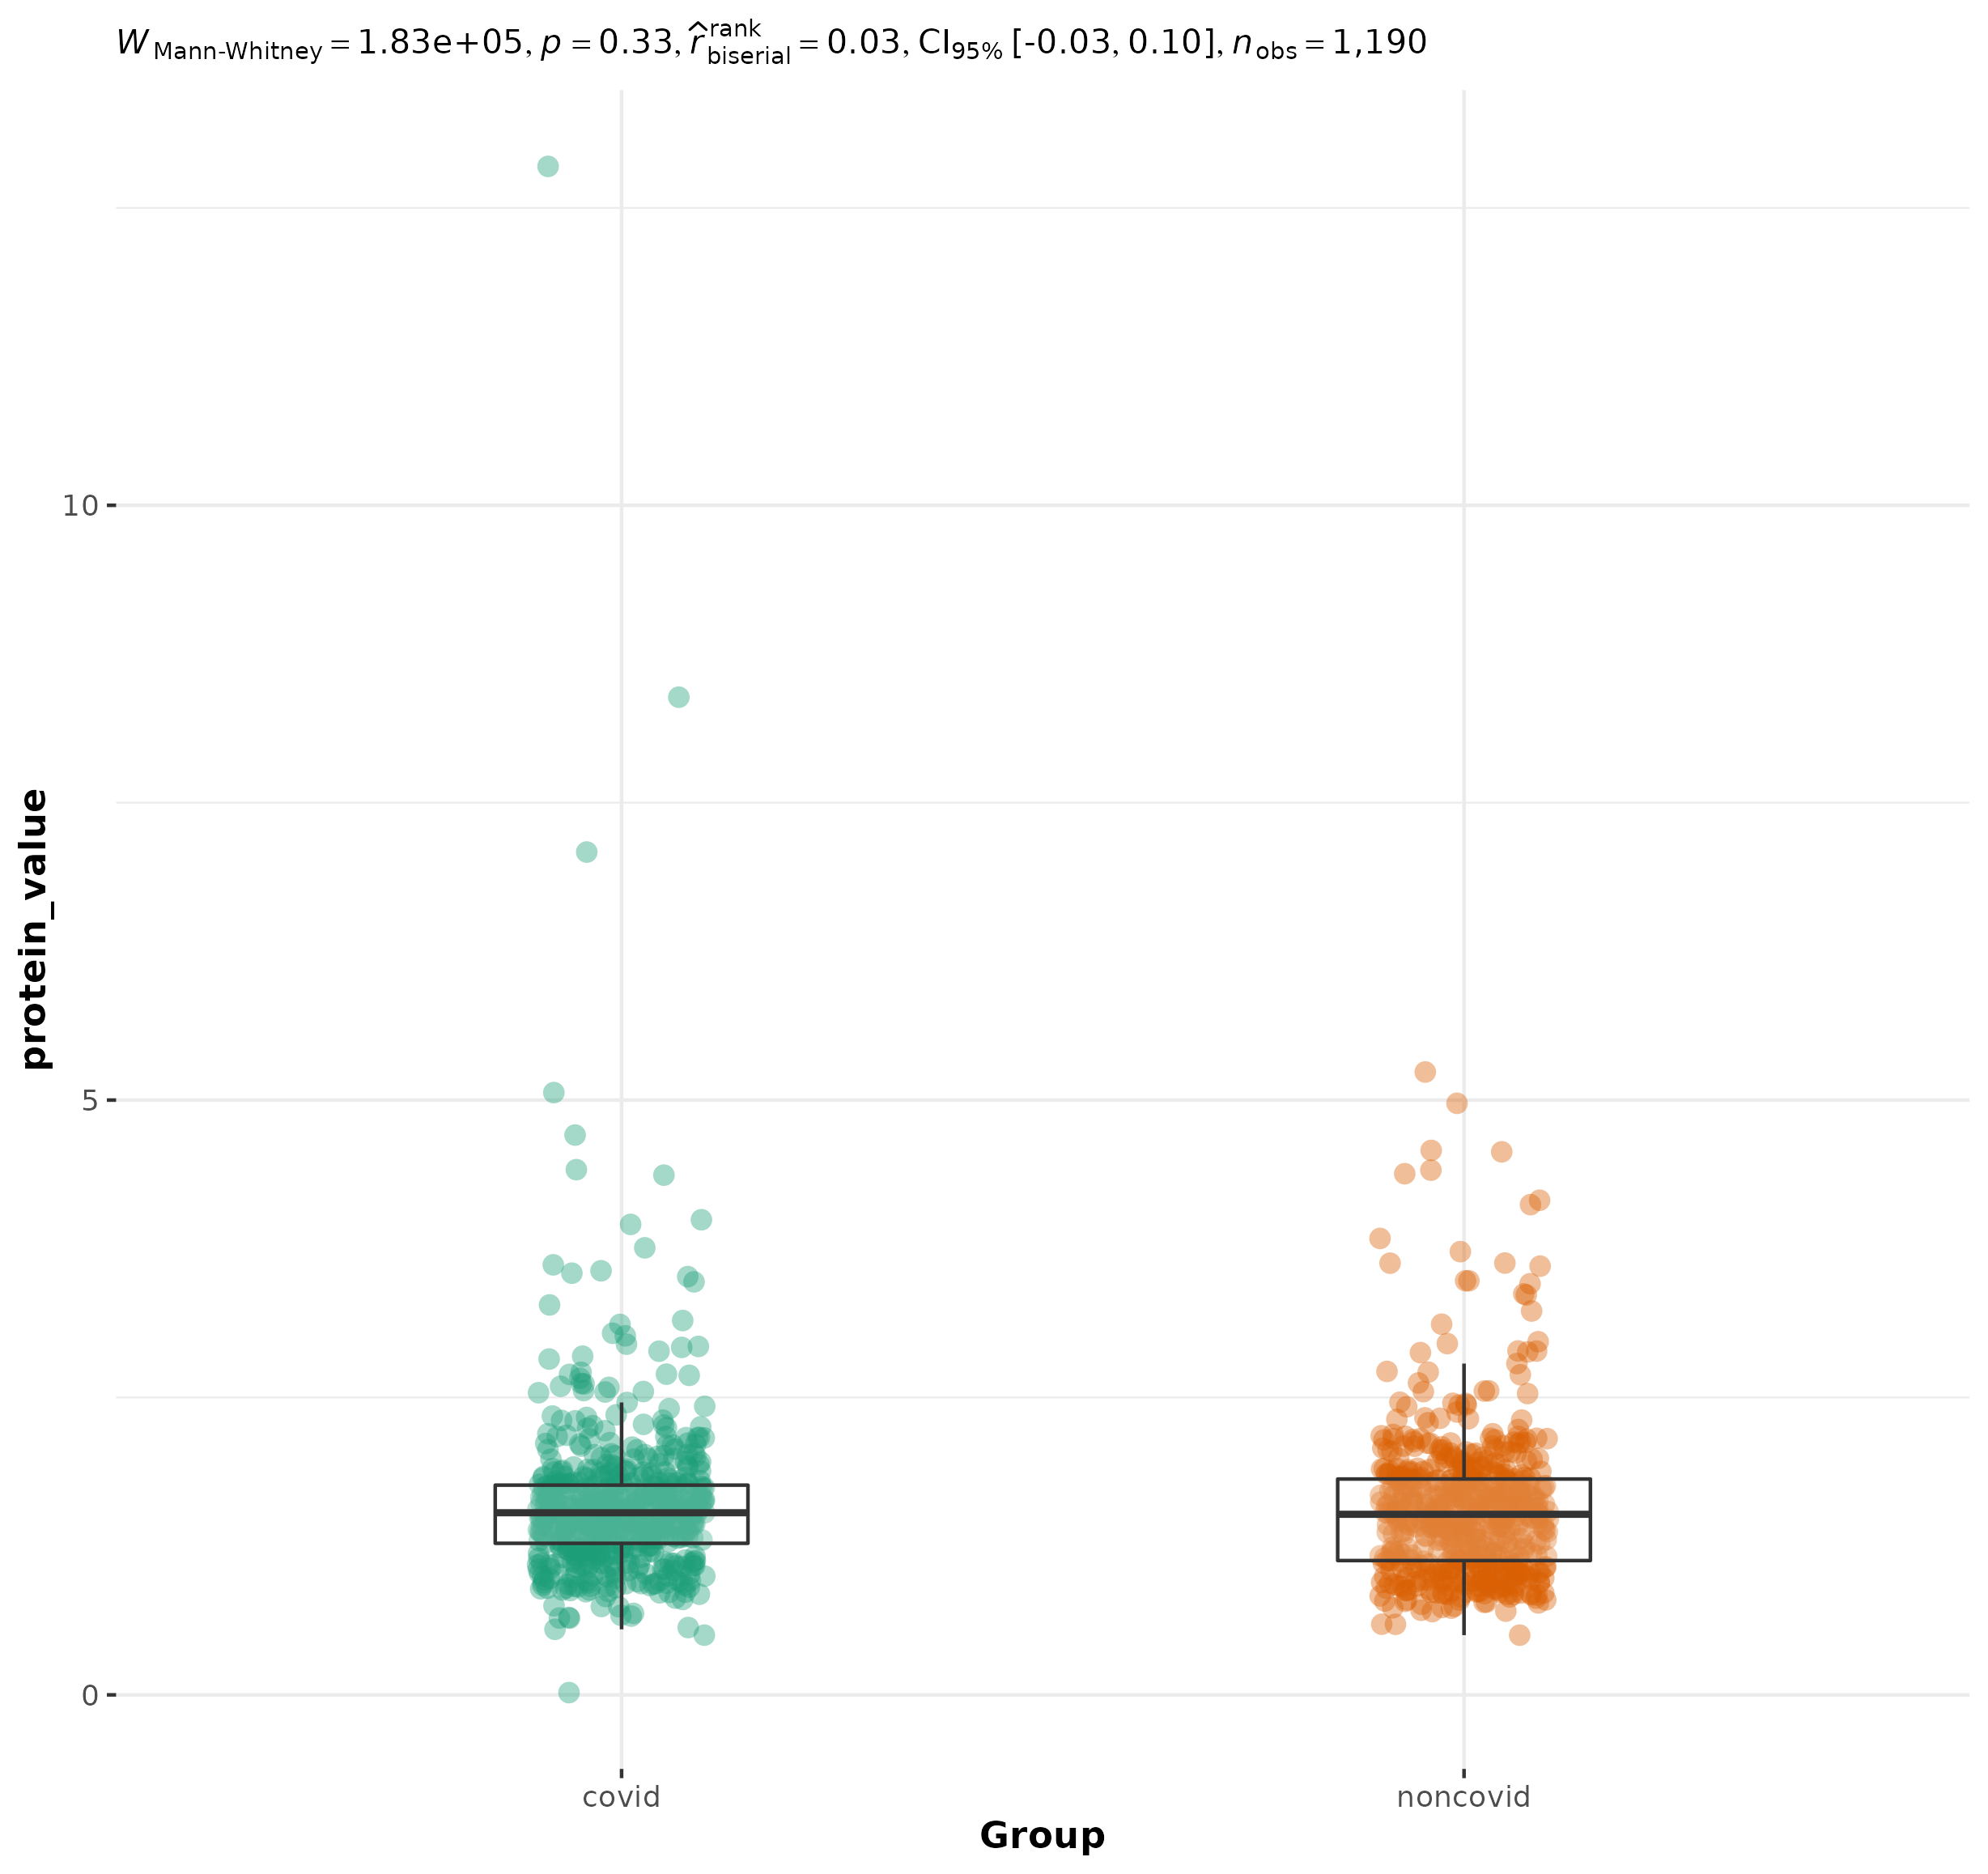 W Mann-Whitney = 1.83e+05, p = 0.33, r̂ rank biserial = 0.03, CI95% [-0.03, 0.10], nobs = 1,190
10
5
0
protein_value
covid noncovid
Group